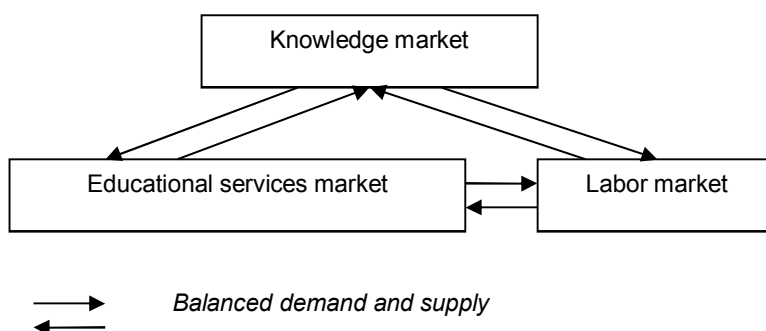 Knowledge market
Educational services market
Labor market
Balanced demand and supply